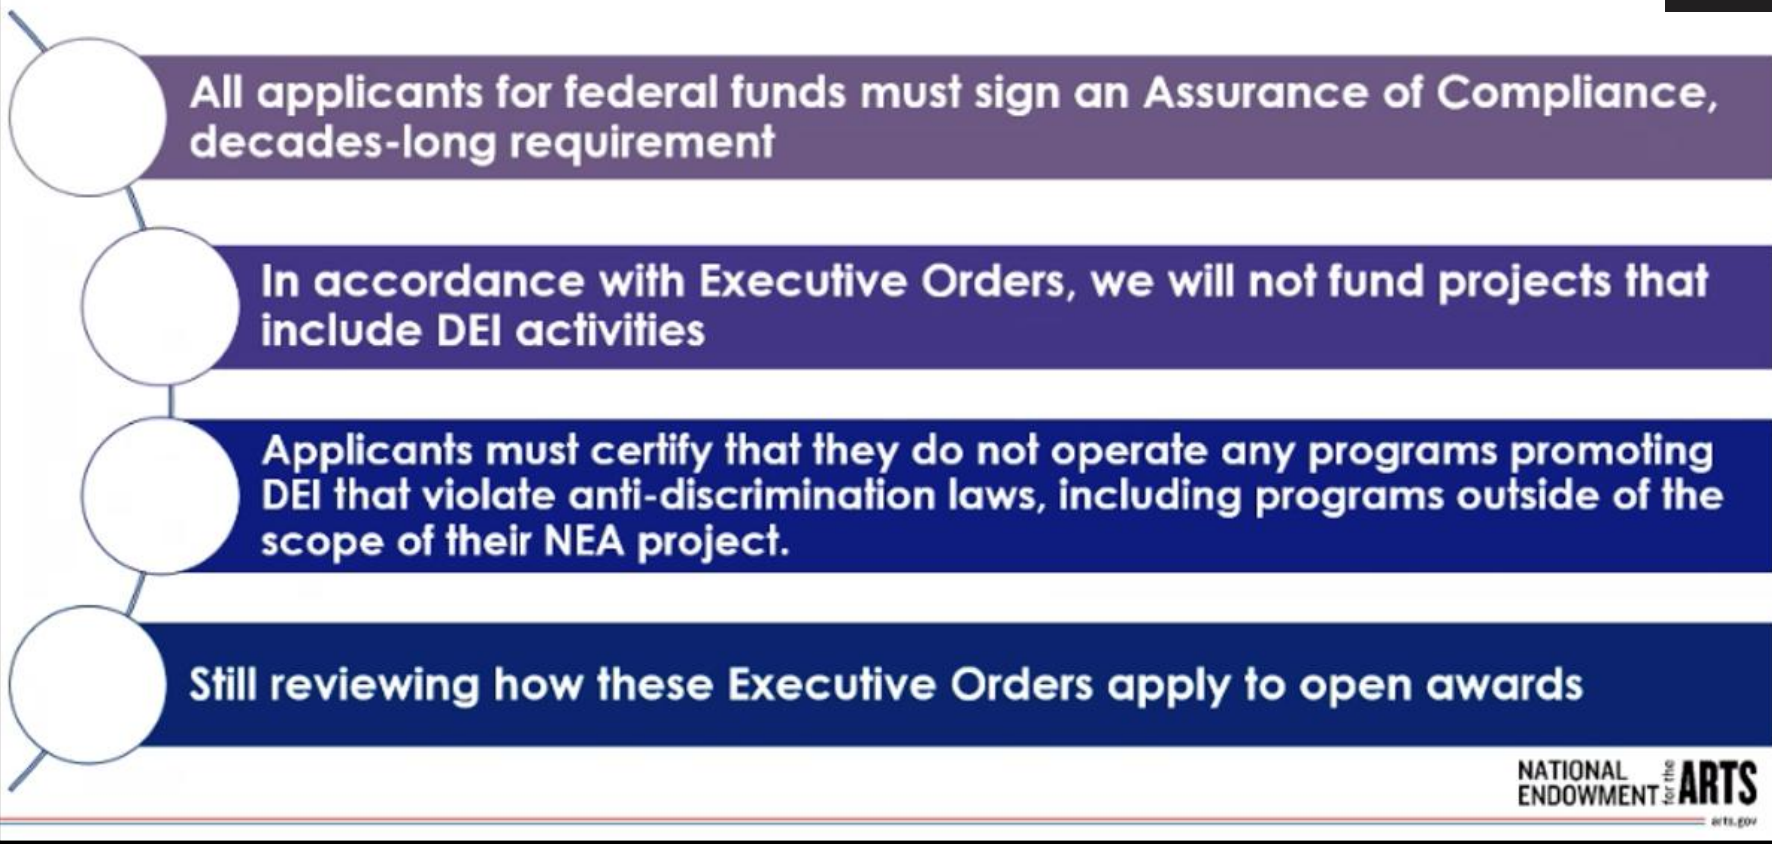 All applicants for federal funds must sign an Assurance of Compliance,
decades-long requirement
In accordance with Executive Orders, we will not fund projects that
include DEI activities
Applicants must certify that they do not operate any programs promoting
DEI that violate anti-discrimination laws, including programs outside of the
scope of their NEA project.
Still reviewing how these Executive Orders apply to open awards
NATIONAL
ENDOWMENT for the ARTS
arts.gov